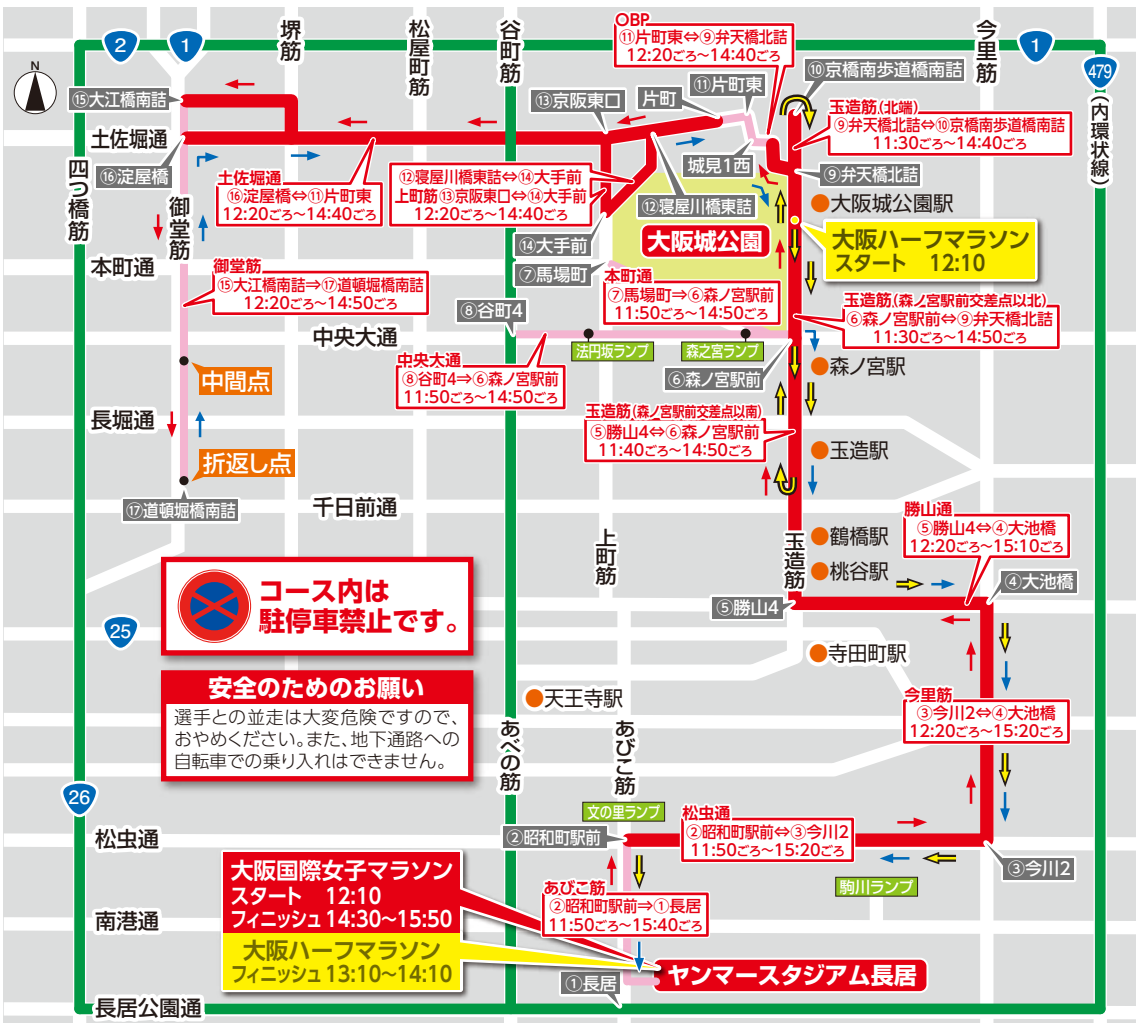 2
1
堺筋
松屋町筋
谷町筋
OBP
⑪片町東⇔⑨弁天橋北詰
12:20ごろ~14:40ごろ
今里筋
1
479
(内環状線)
N
⑮大江橋南詰
⑬京阪東口
片町
⑪片町東
⑩京橋南歩道橋南詰
玉造筋(北端)
⑨弁天橋北詰⇔⑩京橋南歩道橋南詰
11:30ごろ~14:40ごろ
土佐堀通
⑯淀屋橋
四つ橋筋
御堂筋
土佐堀通
⑯淀屋橋⇔⑪片町東
12:20ごろ~14:40ごろ
⑫寝屋川橋東詰⇔⑭大手前
上町筋⑬京阪東口⇔⑭大手前
12:20ごろ~14:40ごろ
城見1西
⑨弁天橋北詰
⑫寝屋川橋東詰
大阪城公園駅
⑭大手前
大阪城公園
大阪ハーフマラソン
スタート 12:10
本町通
⑦馬場町
御堂筋
⑮大江橋南詰⇒⑰道頓堀橋南詰
12:20ごろ~14:50ごろ
本町通
⑦馬場町⇒⑥森ノ宮駅前
11:50ごろ~14:50ごろ
玉造筋(森ノ宮駅前交差点以北)
⑥森ノ宮駅前⇔⑨弁天橋北詰
11:30ごろ~14:50ごろ
⑧谷町4
中央大通
法円坂ランプ
森之宮ランプ
中央大通
⑧谷町4⇒⑥森ノ宮駅前
11:50ごろ~14:50ごろ
⑥森ノ宮駅前
森ノ宮駅
中間点
長堀通
玉造筋(森ノ宮駅前交差点以南)
⑤勝山4⇔⑥森ノ宮駅前
11:40ごろ~14:50ごろ
玉造駅
折返し点
⑰道頓堀橋南詰
千日前通
上町筋
玉造筋
鶴橋駅
桃谷駅
勝山通
⑤勝山4⇔④大池橋
12:20ごろ~15:10ごろ
④大池橋
コース内は
駐停車禁止です。
⑤勝山4
25
寺田町駅
安全のためのお願い
選手との並走は大変危険ですので、
おやめください。また、地下通路への
自転車での乗り入れはできません。
天王寺駅
あべの筋
あびこ筋
今里筋
③今川2⇔④大池橋
12:20ごろ~15:20ごろ
26
文の里ランプ
松虫通
②昭和町駅前
松虫通
②昭和町駅前⇔③今川2
11:50ごろ~15:20ごろ
③今川2
駒川ランプ
大阪国際女子マラソン
スタート 12:10
フィニッシュ 14:30~15:50
大阪ハーフマラソン
フィニッシュ 13:10~14:10
あびこ筋
②昭和町駅前⇒①長居
11:50ごろ~15:40ごろ
南港通
ヤンマースタジアム長居
①長居
長居公園通